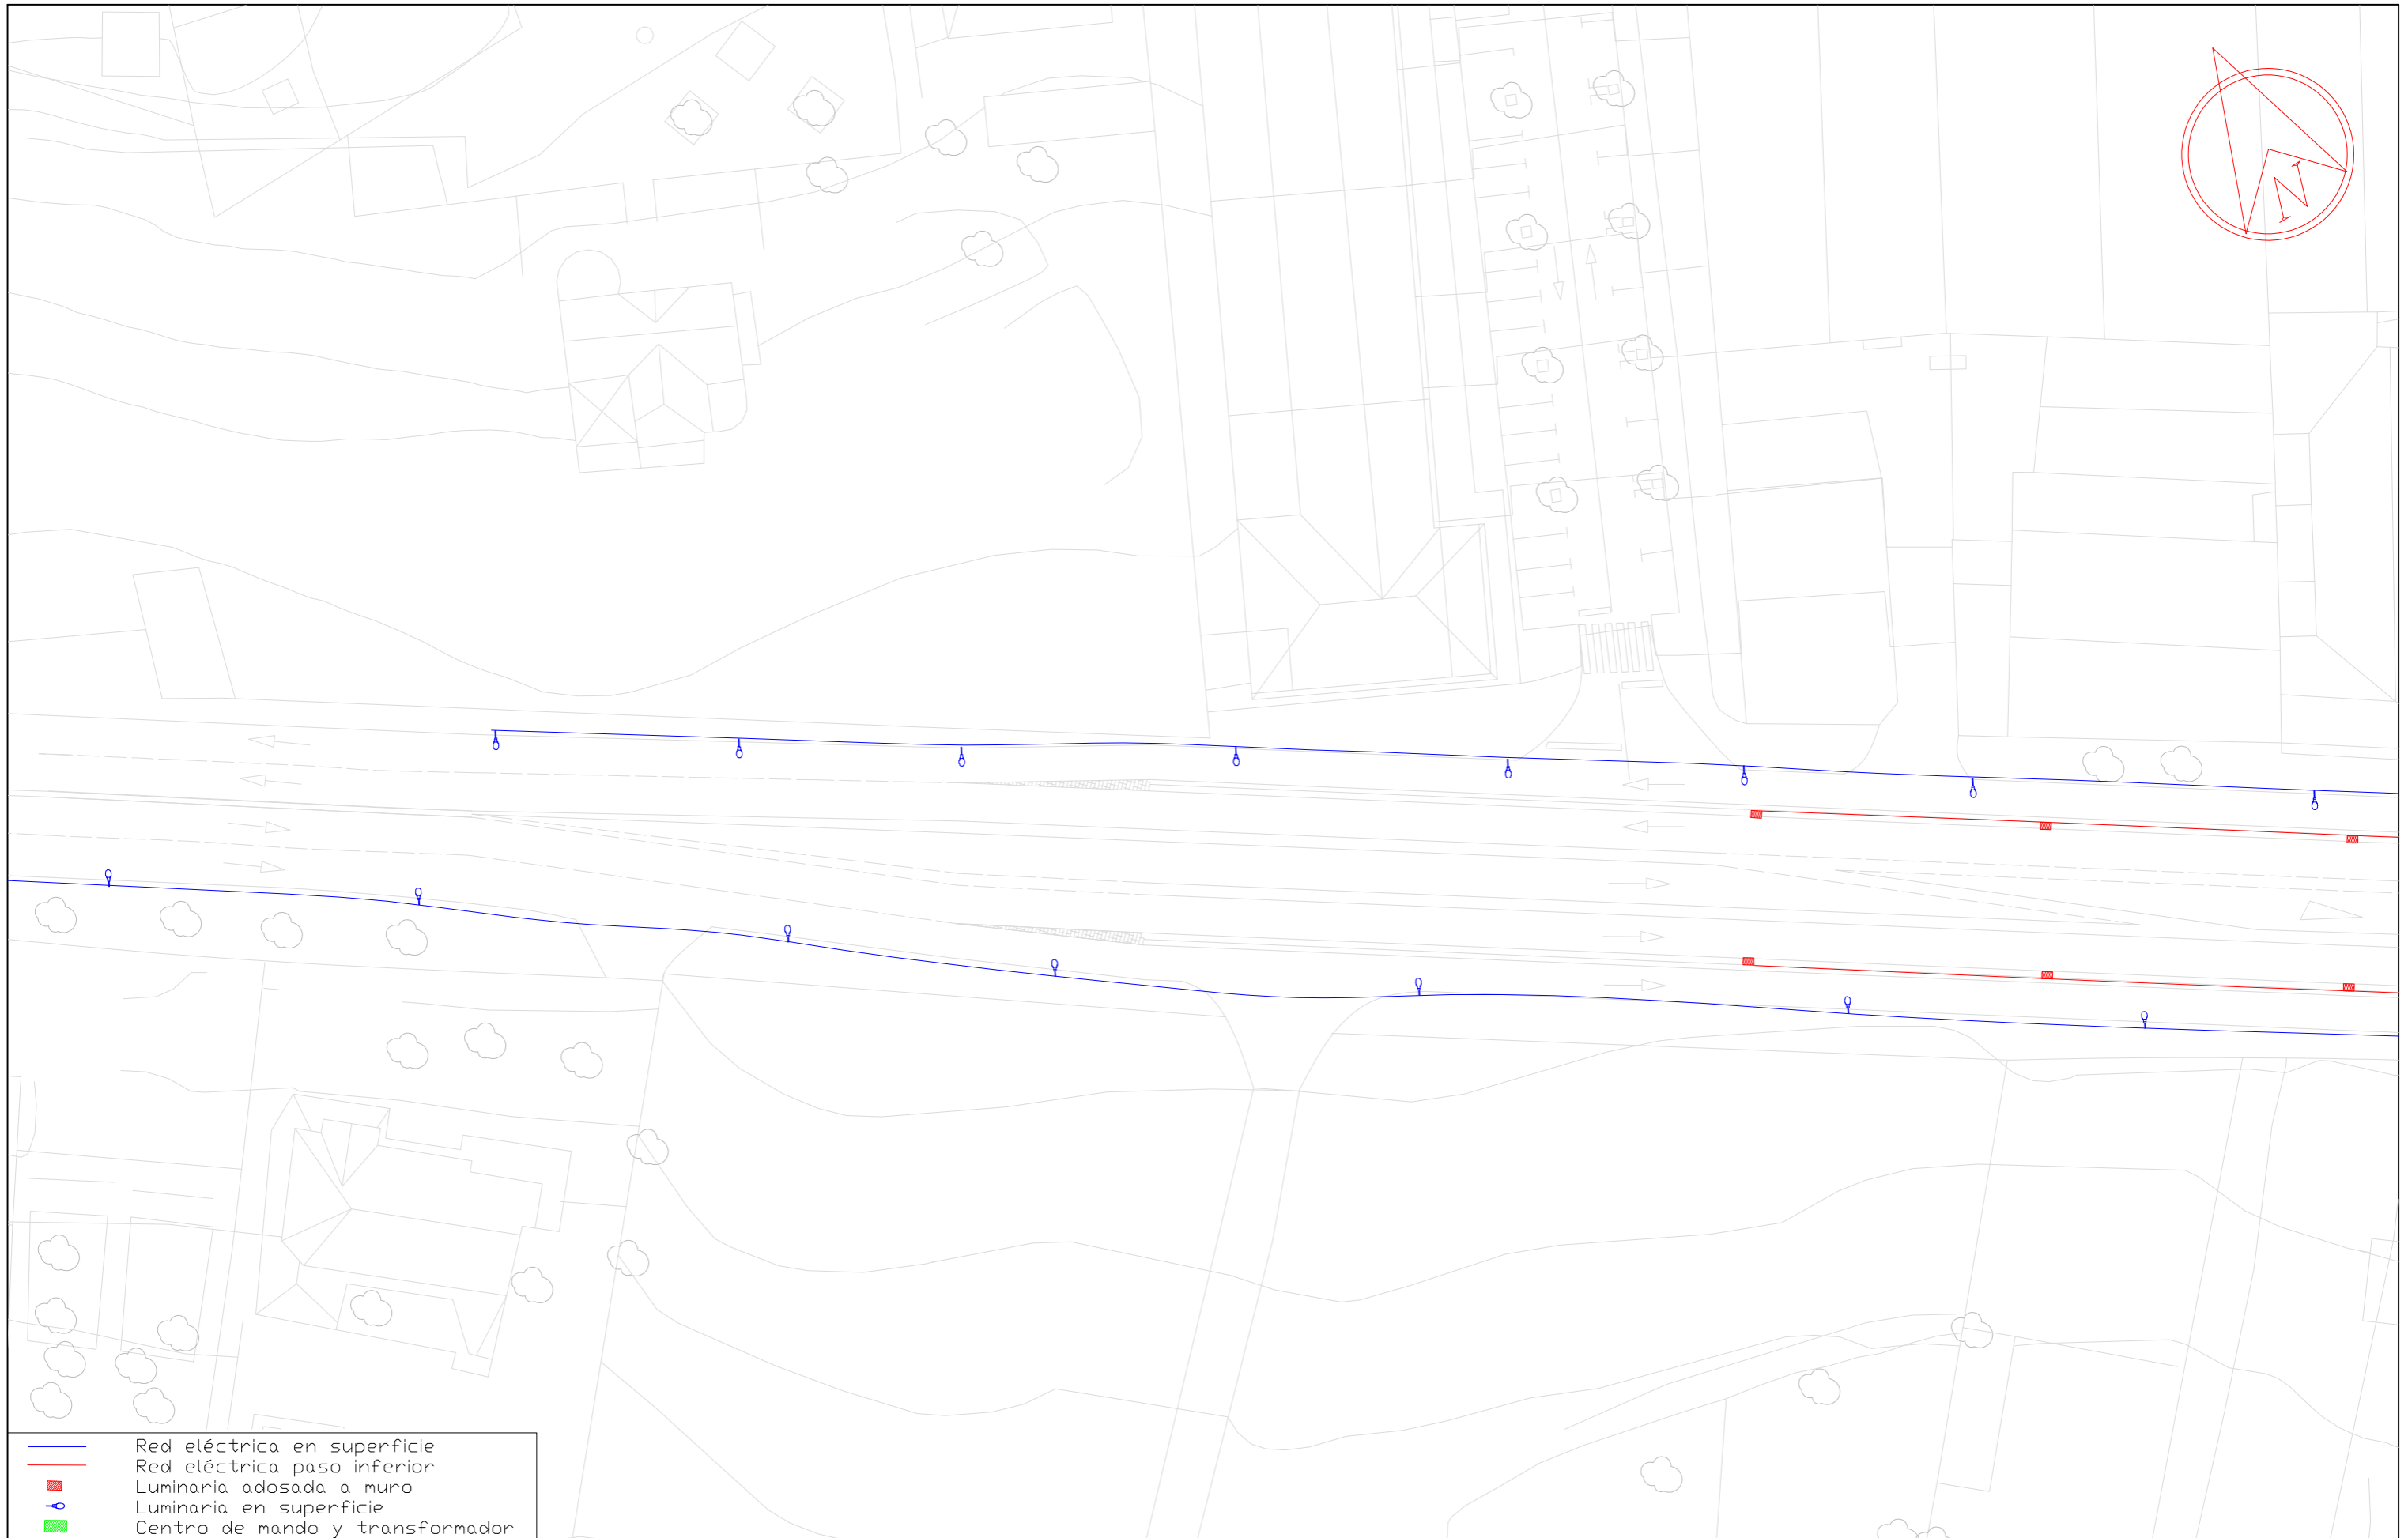 N
Red eléctrica en superficie
Red eléctrica paso inferior
Luminaria adosada a muro
Luminaria en superficie
Centro de mando y transformador